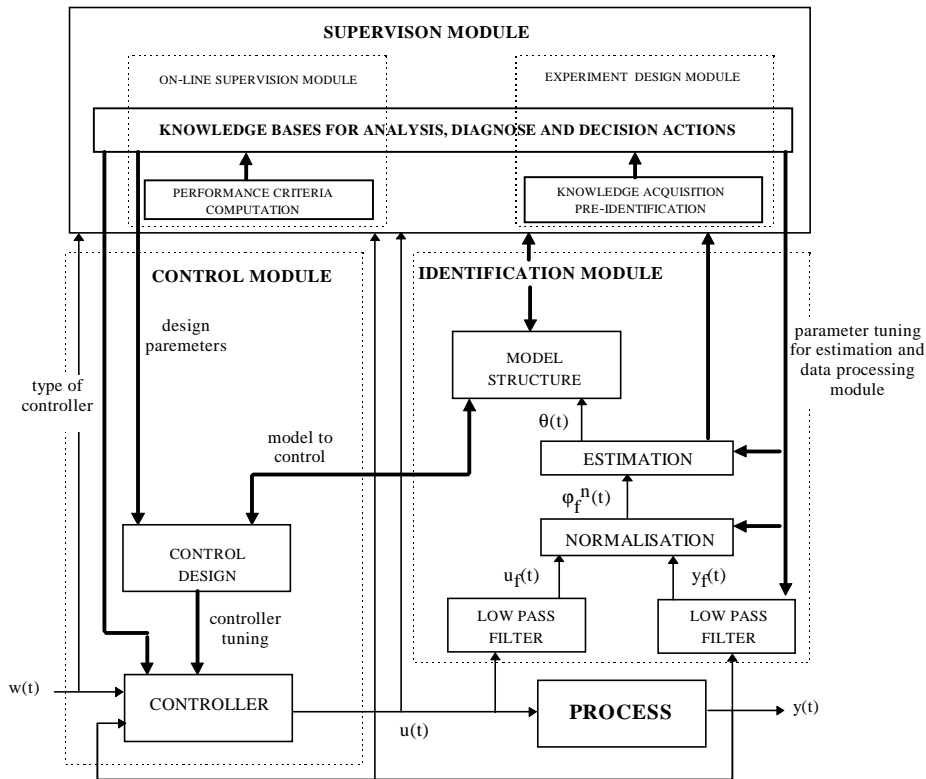 SUPERVISON MODULE
ON-LINE SUPERVISION MODULE
EXPERIMENT DESIGN MODULE
KNOWLEDGE BASES FOR ANALYSIS, DIAGNOSE AND DECISION ACTIONS
PERFORMANCE CRITERIA
COMPUTATION
KNOWLEDGE ACQUISITION
PRE-IDENTIFICATION
CONTROL MODULE
IDENTIFICATION MODULE
design
paremeters
type of
controller
MODEL
STRUCTURE
parameter tuning
for estimation and
data processing
module
θ(t)
model to
control
ESTIMATION
φfⁿ(t)
NORMALISATION
CONTROL
DESIGN
uf(t)
yf(t)
controller
tuning
LOW PASS
FILTER
LOW PASS
FILTER
w(t)
CONTROLLER
u(t)
PROCESS
y(t)